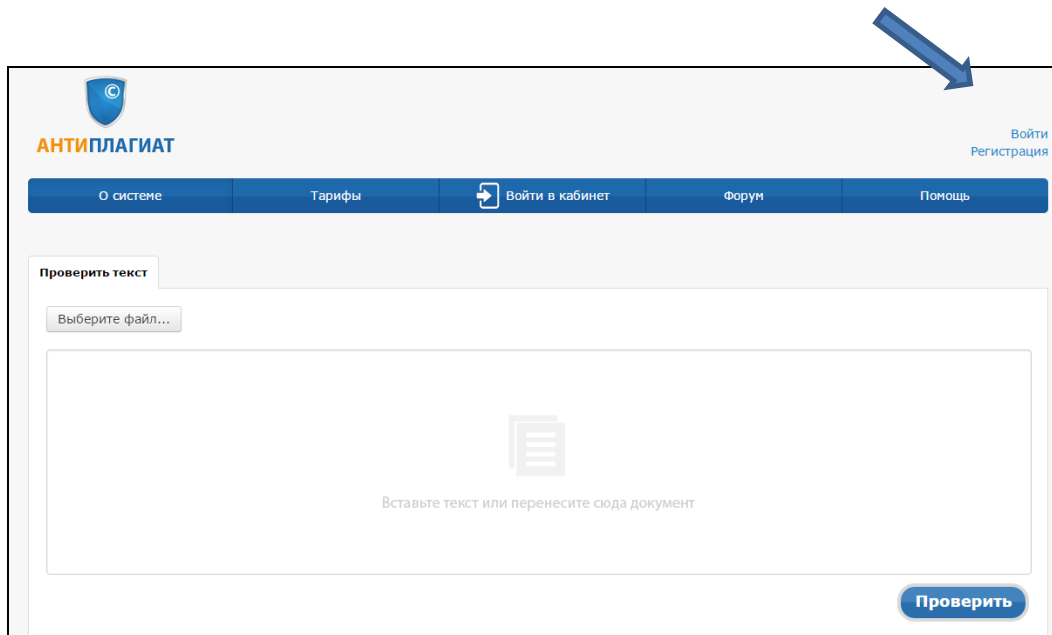 ©
АНТИПЛАГИАТ
Войти
Регистрация
О системе Тарифы Войти в кабинет Форум Помощь
Проверить текст
Выберите файл...
Вставьте текст или перенесите сюда документ
Проверить